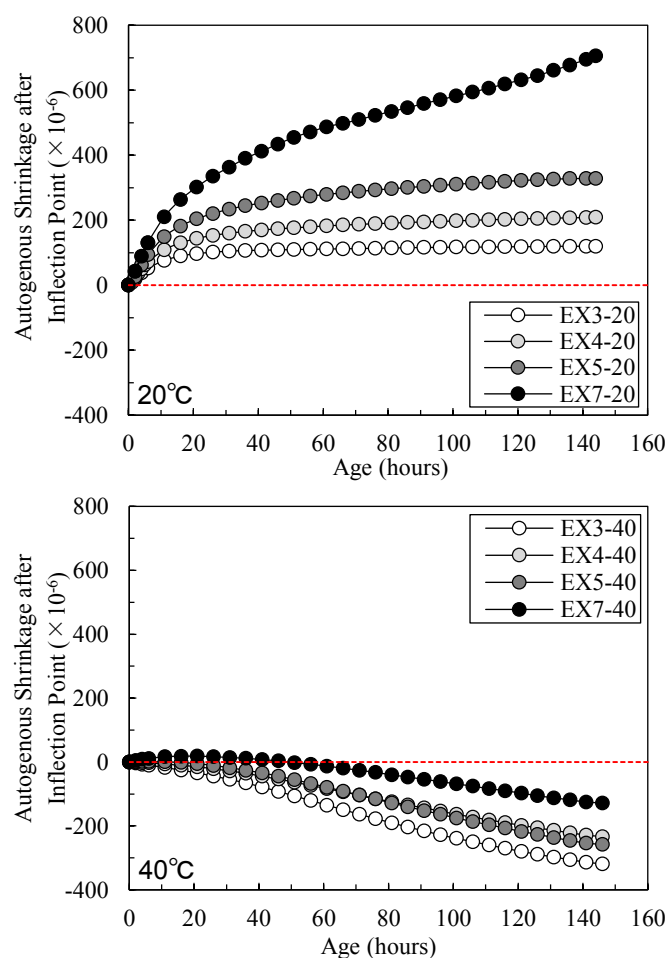 Autogenous Shrinkage after
Inflection Point (×10-6)
800
600
400
200
0
-200
-400
20℃
EX3-20
EX4-20
EX5-20
EX7-20
0 20 40 60 80 100 120 140 160
Age (hours)
Autogenous Shrinkage after
Inflection Point (×10-6)
800
600
400
200
0
-200
-400
EX3-40
EX4-40
EX5-40
EX7-40
40℃
0 20 40 60 80 100 120 140 160
Age (hours)